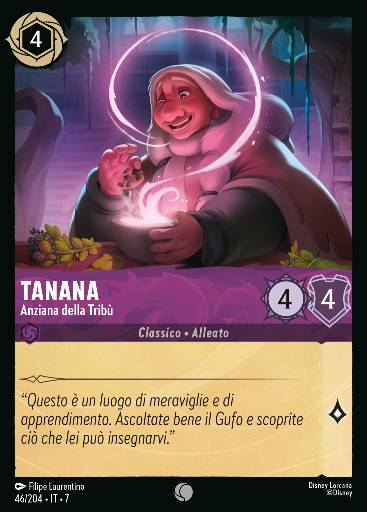 4
TANANA
Anziana della Tribù
4
4
Classico • Alleato
“Questo è un luogo di meraviglie e di
apprendimento. Ascoltate bene il Gufo e scoprite
ciò che lei può insegnarvi.”
Filipe Laurentino
46/204 • IT • 7
Disney Lorcana
©Disney